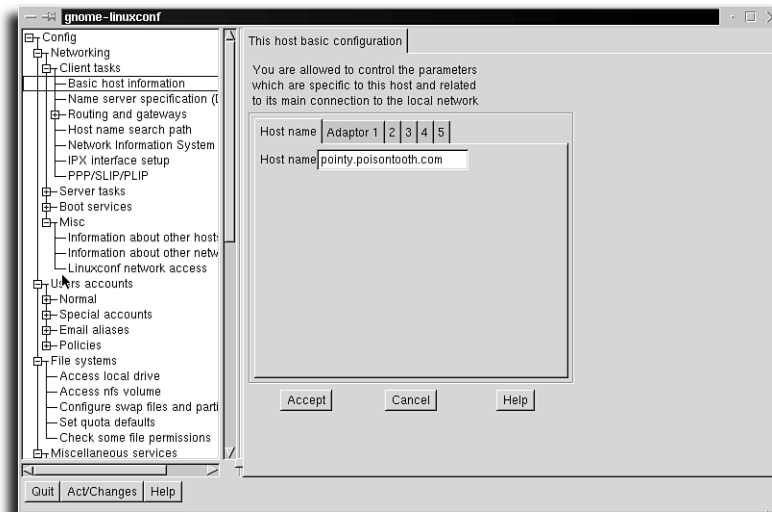 gnome-linuxconf
Config
Networking
Client tasks
Basic host information
Name server specification (
Routing and gateways
Host name search path
Network Information System
IPX interface setup
PPP/SLIP/PLIP
Server tasks
Boot services
Misc
Information about other host
Information about other netw
Linuxconf network access
Users accounts
Normal
Special accounts
Email aliases
Policies
File systems
Access local drive
Access nfs volume
Configure swap files and parti
Set quota defaults
Check some file permissions
Miscellaneous services
Quit Act/Changes Help
This host basic configuration
You are allowed to control the parameters
which are specific to this host and related
to its main connection to the local network
Host name Adaptor 1 2 3 4 5
Host name pointy.poisontooth.com
Accept Cancel Help